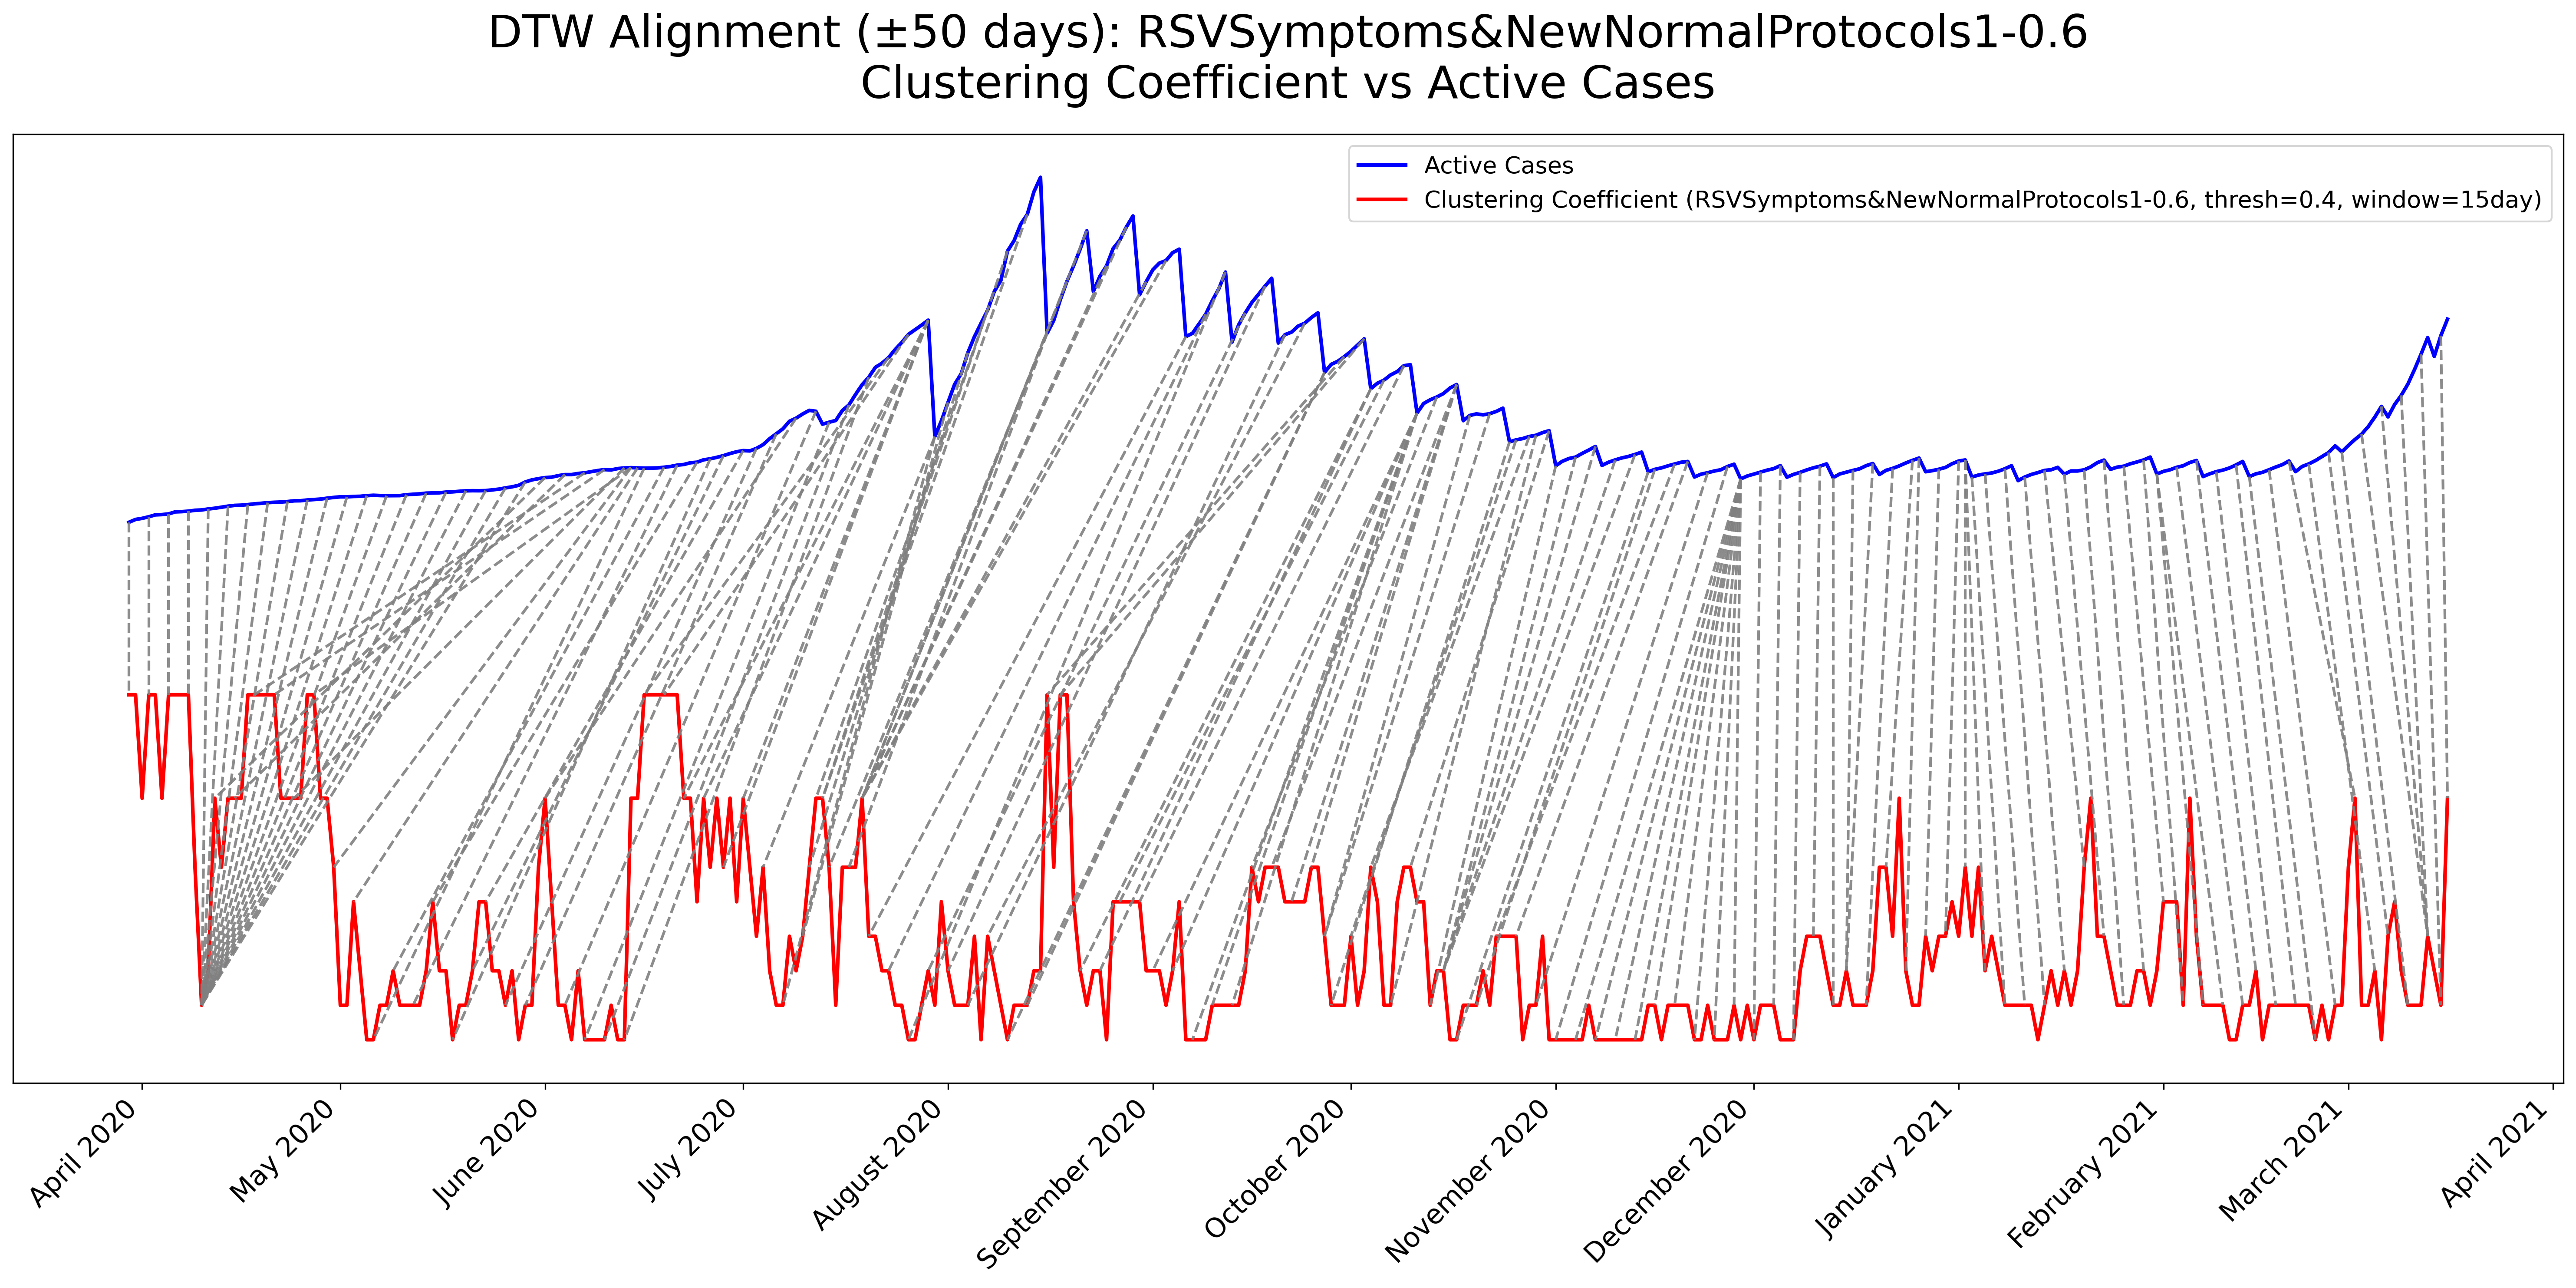 DTW Alignment (±50 days): RSVSymptoms&NewNormalProtocols1-0.6
Clustering Coefficient vs Active Cases
Active Cases
Clustering Coefficient (RSVSymptoms&NewNormalProtocols1-0.6, thresh=0.4, window=15day)
April 2020
May 2020
June 2020
July 2020
August 2020
September 2020
October 2020
November 2020
December 2020
January 2021
February 2021
March 2021
April 2021